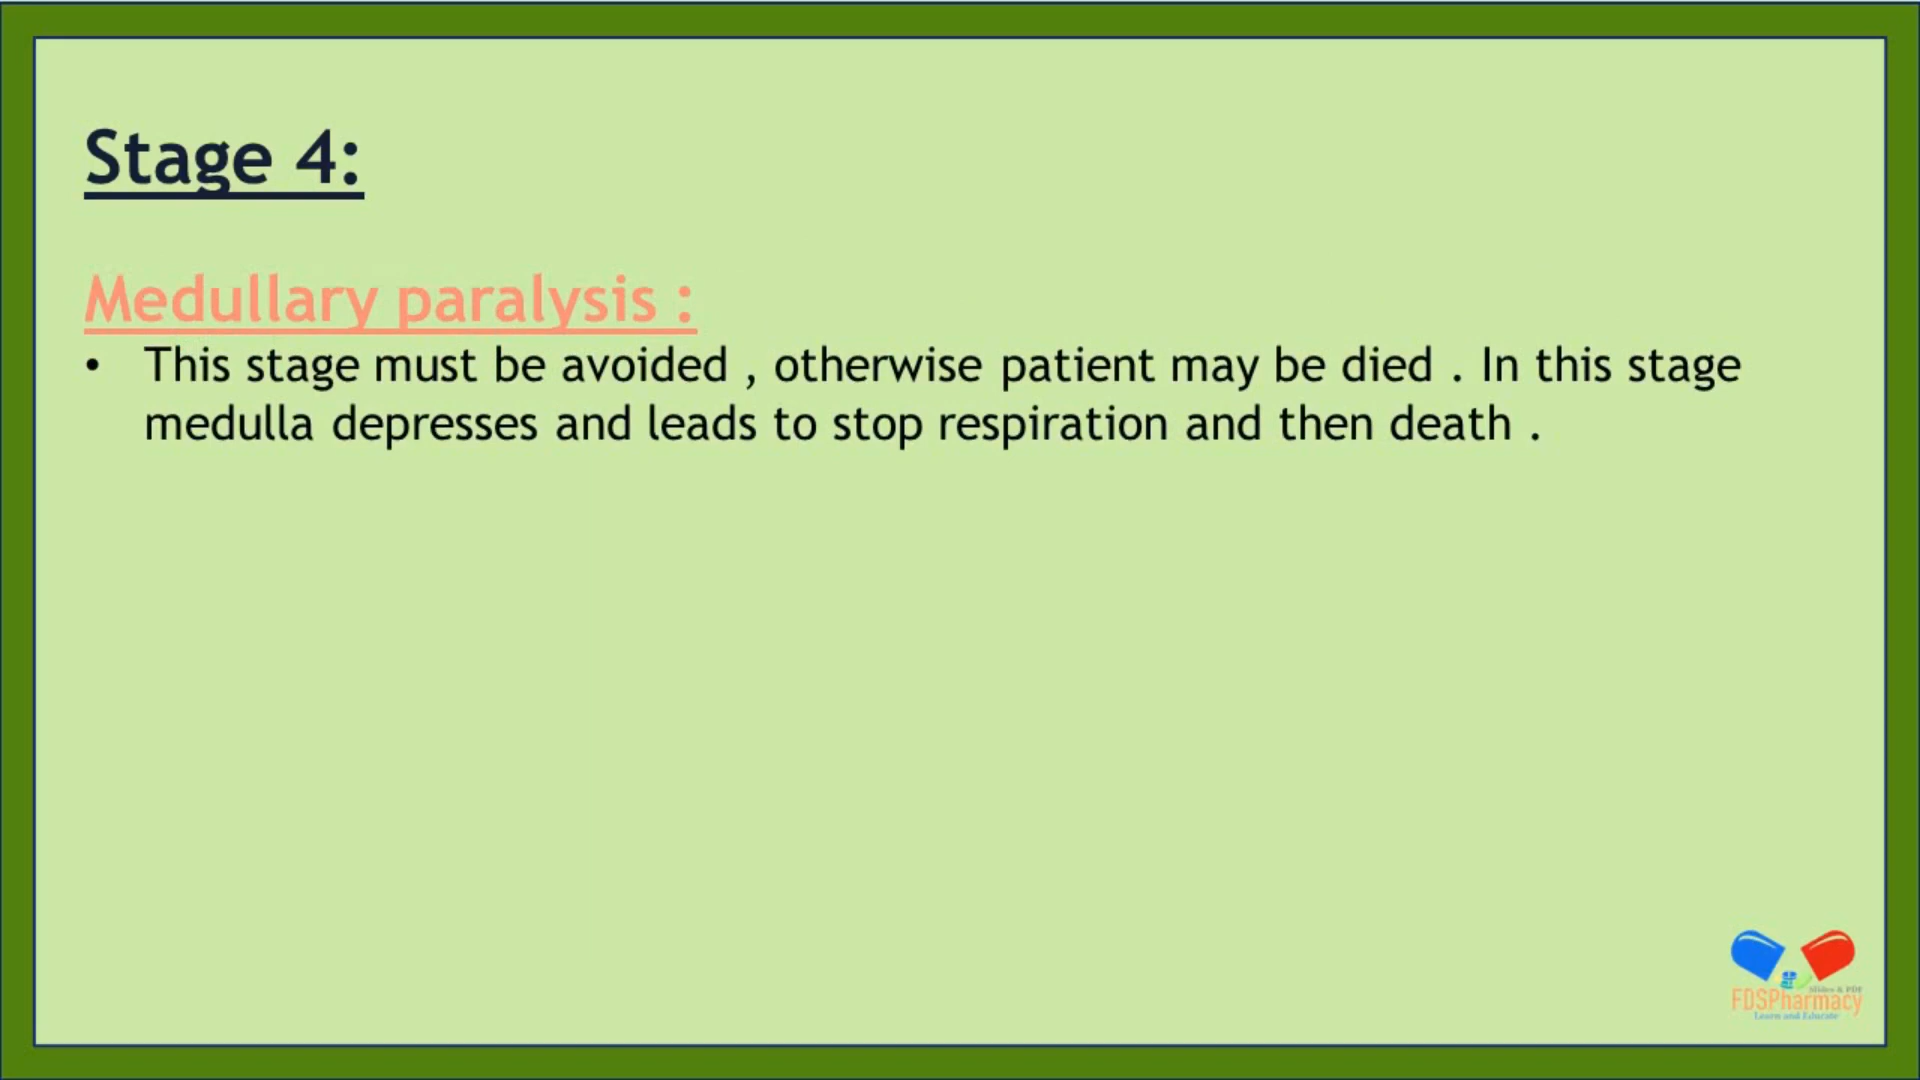 Stage 4:
Medullary paralysis :
• This stage must be avoided , otherwise patient may be died . In this stage
medulla depresses and leads to stop respiration and then death .
Slides & PDF
FDSPharmacy
Learn and Educate